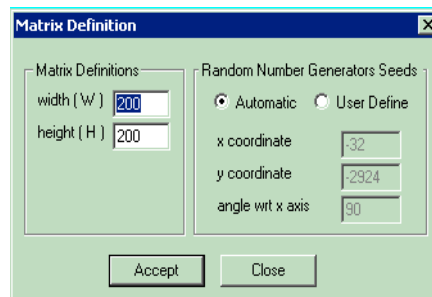 Matrix Definition
Matrix Definitions
width ( W ) 200
height ( H ) 200
Random Number Generators Seeds
Automatic User Define
x coordinate -32
y coordinate -2924
angle wrt x axis 90
Accept Close